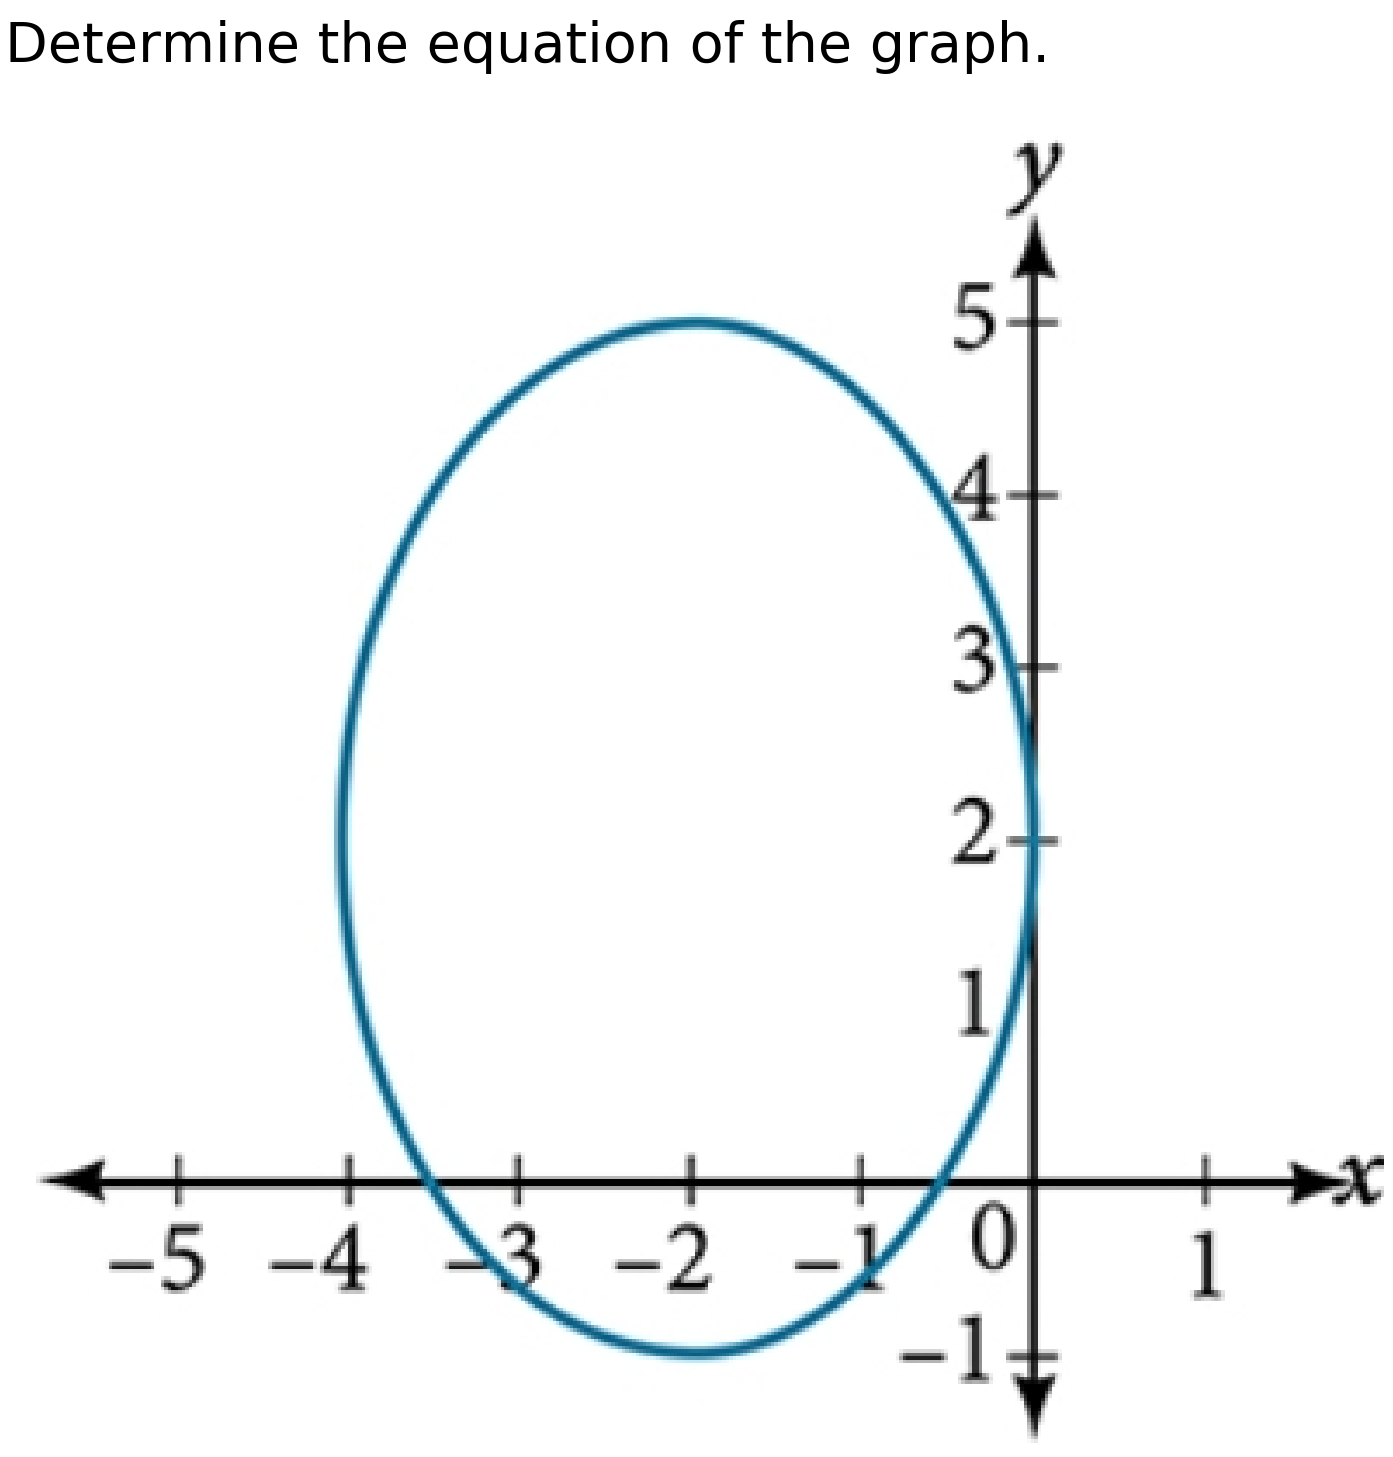 Determine the equation of the graph.
y
5
4
3
2
1
−5 −4 −3 −2 −1 0 1 x
−1